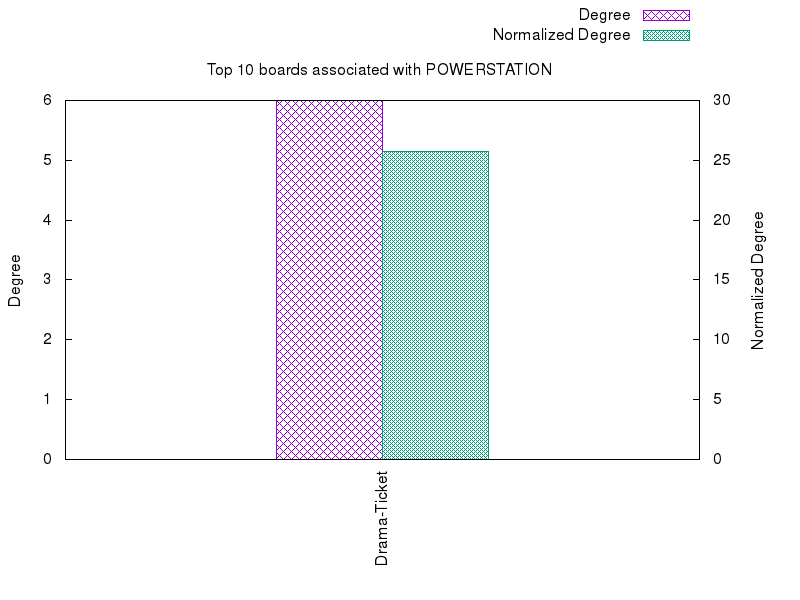 Degree
Normalized Degree
Top 10 boards associated with POWERSTATION
6 30
5 25
4 20
3 15
2 10
1 5
0 0
Degree
Normalized Degree
Drama-Ticket